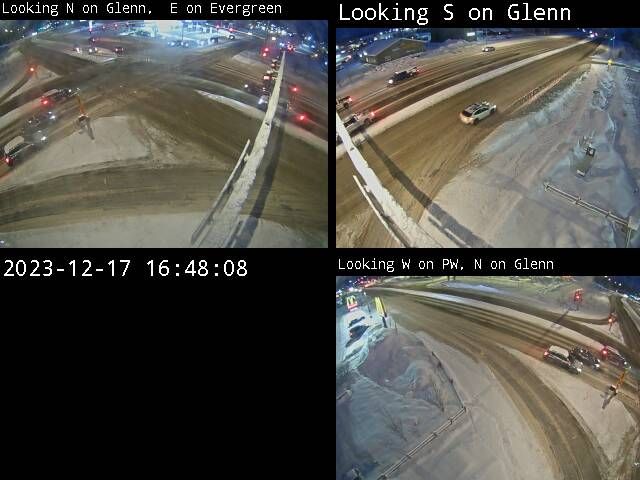 Looking N on Glenn,  E on Evergreen
Looking S on Glenn
2023-12-17 16:48:08
Looking W on PW, N on Glenn